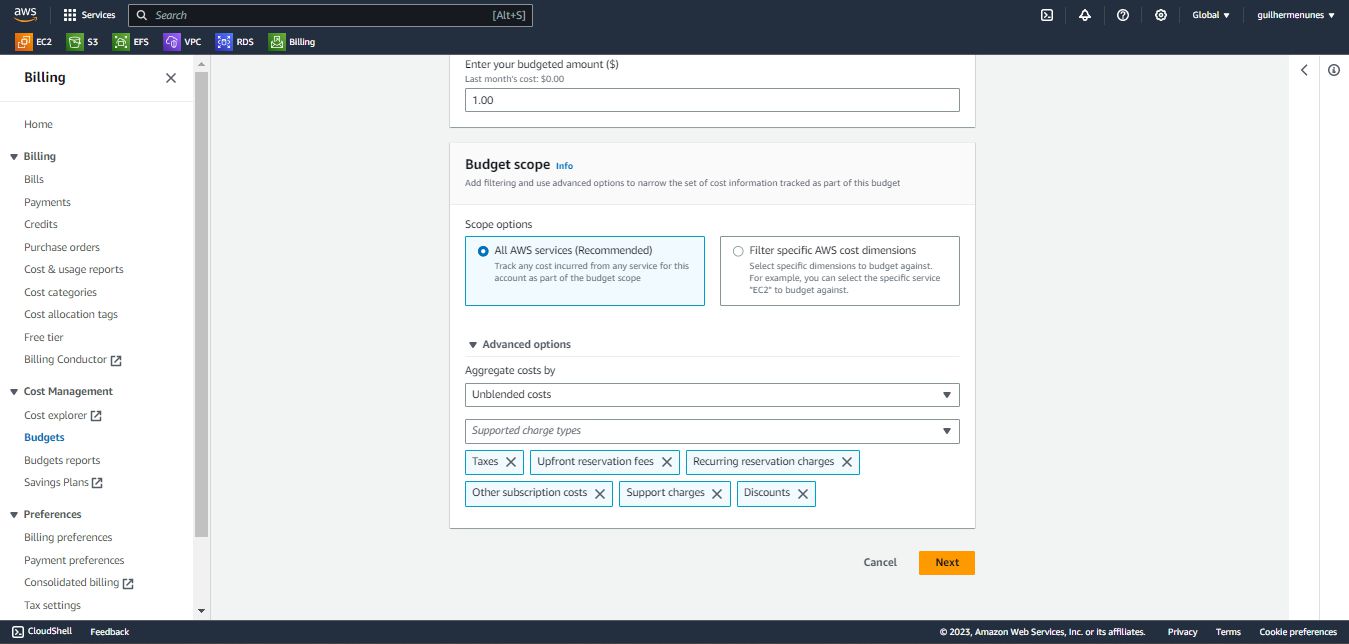 aws
Services
Search
[Alt+S]
Global
guilhermenunes
EC2
S3
EFS
VPC
RDS
Billing
Billing
Home
Billing
Bills
Payments
Credits
Purchase orders
Cost & usage reports
Cost categories
Cost allocation tags
Free tier
Billing Conductor
Cost Management
Cost explorer
Budgets
Budgets reports
Savings Plans
Preferences
Billing preferences
Payment preferences
Consolidated billing
Tax settings
Enter your budgeted amount ($)
Last month's cost: $0.00
1.00
Budget scope Info
Add filtering and use advanced options to narrow the set of cost information tracked as part of this budget
Scope options
All AWS services (Recommended)
Track any cost incurred from any service for this
account as part of the budget scope
Filter specific AWS cost dimensions
Select specific dimensions to budget against.
For example, you can select the specific service
"EC2" to budget against.
Advanced options
Aggregate costs by
Unblended costs
Supported charge types
Taxes
Upfront reservation fees
Recurring reservation charges
Other subscription costs
Support charges
Discounts
Cancel
Next
CloudShell
Feedback
© 2023, Amazon Web Services, Inc. or its affiliates.
Privacy
Terms
Cookie preferences